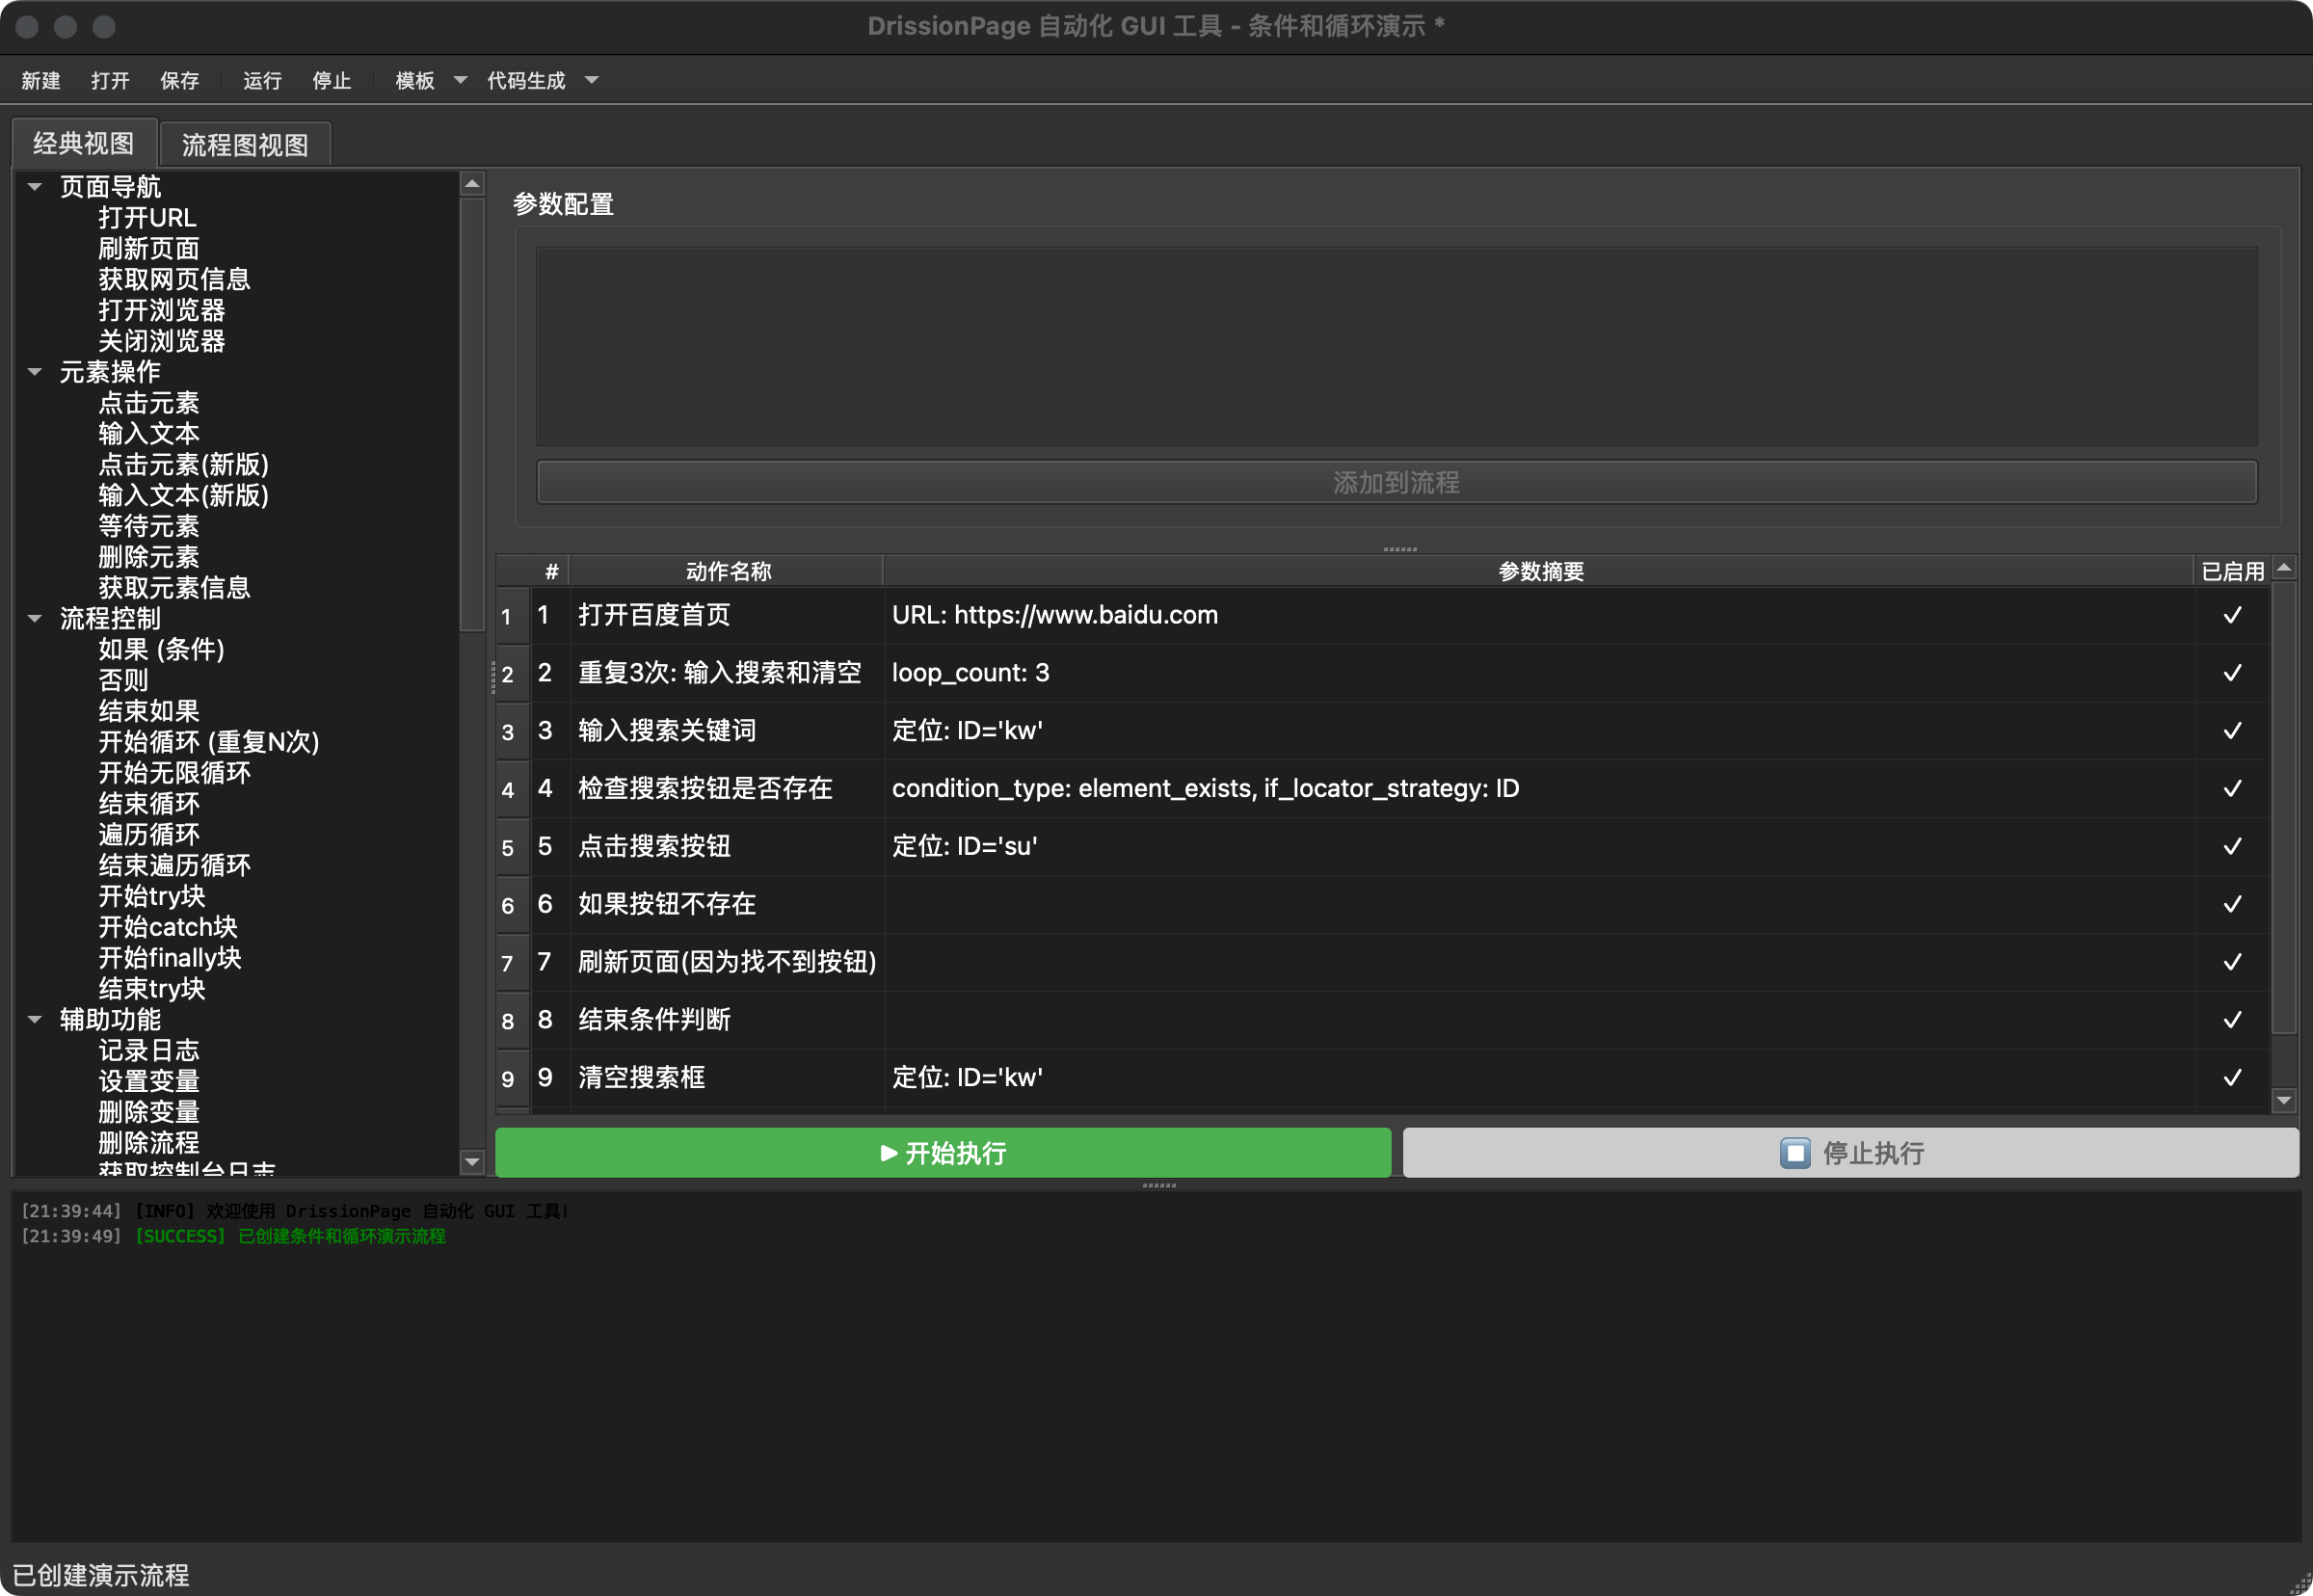 DrissionPage 自动化 GUI 工具 - 条件和循环演示 *
新建 打开 保存 运行 停止 模板 代码生成
经典视图 流程图视图
页面导航
打开URL
刷新页面
获取网页信息
打开浏览器
关闭浏览器
元素操作
点击元素
输入文本
点击元素(新版)
输入文本(新版)
等待元素
删除元素
获取元素信息
流程控制
如果 (条件)
否则
结束如果
开始循环 (重复N次)
开始无限循环
结束循环
遍历循环
结束遍历循环
开始try块
开始catch块
开始finally块
结束try块
辅助功能
记录日志
设置变量
删除变量
删除流程
获取控制台日志
参数配置
添加到流程
# 动作名称 参数摘要 已启用
1 1 打开百度首页 URL: https://www.baidu.com ✓
2 2 重复3次: 输入搜索和清空 loop_count: 3 ✓
3 3 输入搜索关键词 定位: ID='kw' ✓
4 4 检查搜索按钮是否存在 condition_type: element_exists, if_locator_strategy: ID ✓
5 5 点击搜索按钮 定位: ID='su' ✓
6 6 如果按钮不存在 ✓
7 7 刷新页面(因为找不到按钮) ✓
8 8 结束条件判断 ✓
9 9 清空搜索框 定位: ID='kw' ✓
▶ 开始执行 ⏹ 停止执行
[21:39:44] [INFO] 欢迎使用 DrissionPage 自动化 GUI 工具!
[21:39:49] [SUCCESS] 已创建条件和循环演示流程
已创建演示流程